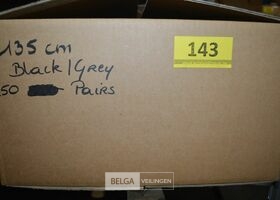 135 cm
143
Black/Grey
50 Pairs
BELGA
VEILINGEN